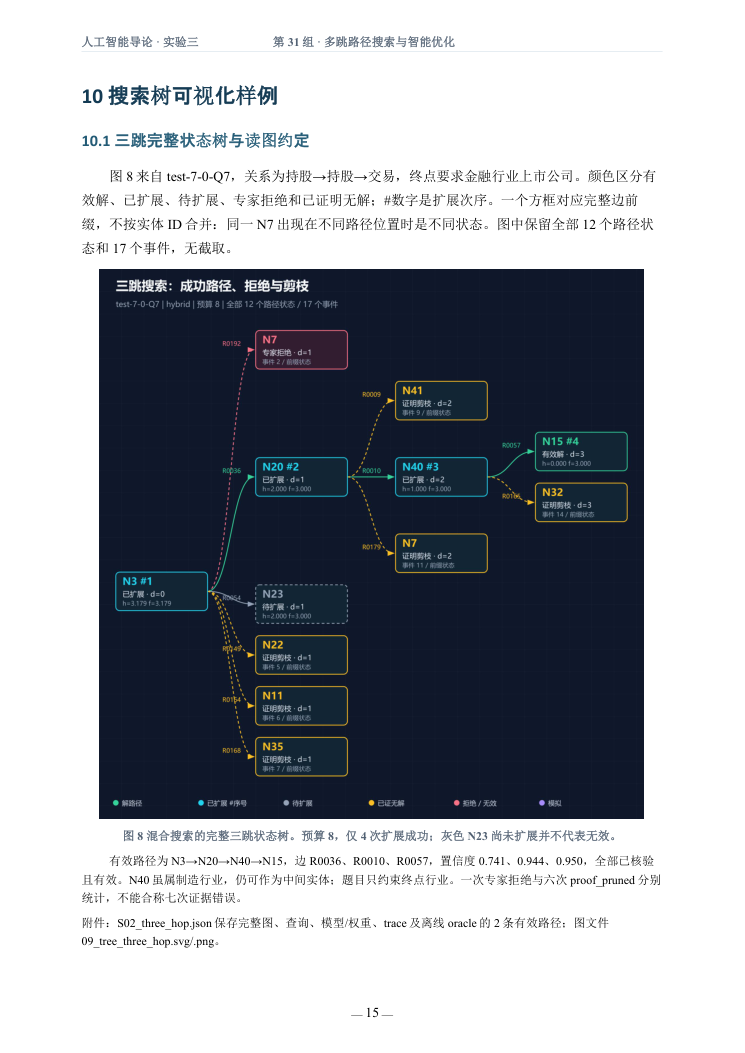 人工智能导论 · 实验三 第 31 组 · 多跳路径搜索与智能优化
10 搜索树可视化样例
10.1 三跳完整状态树与读图约定
图 8 来自 test-7-0-Q7，关系为持股→持股→交易，终点要求金融行业上市公司。颜色区分有
效解、已扩展、待扩展、专家拒绝和已证明无解；#数字是扩展次序。一个方框对应完整边前
缀，不按实体 ID 合并：同一 N7 出现在不同路径位置时是不同状态。图中保留全部 12 个路径状
态和 17 个事件，无截取。
三跳搜索：成功路径、拒绝与剪枝
test-7-0-Q7 | hybrid | 预算 8 | 全部 12 个路径状态 / 17 个事件
R0192
N7
专家拒绝 · d=1
事件 2 / 前缀状态
R0009
N41
证明剪枝 · d=2
事件 9 / 前缀状态
R0036
N20 #2
已扩展 · d=1
h=2.000 f=3.000
R0010
N40 #3
已扩展 · d=2
h=1.000 f=3.000
R0057
N15 #4
有效解 · d=3
h=0.000 f=3.000
N32
证明剪枝 · d=3
事件 14 / 前缀状态
R0179
N7
证明剪枝 · d=2
事件 11 / 前缀状态
N3 #1
已扩展 · d=0
h=3.179 f=3.179
R0054
N23
待扩展 · d=1
h=2.000 f=3.000
R0149
N22
证明剪枝 · d=1
事件 5 / 前缀状态
R0164
N11
证明剪枝 · d=1
事件 6 / 前缀状态
R0168
N35
证明剪枝 · d=1
事件 7 / 前缀状态
解路径 已扩展 #序号 待扩展 已证无解 拒绝 / 无效 模拟
图 8 混合搜索的完整三跳状态树。预算 8，仅 4 次扩展成功；灰色 N23 尚未扩展并不代表无效。
有效路径为 N3→N20→N40→N15，边 R0036、R0010、R0057，置信度 0.741、0.944、0.950，全部已核验
且有效。N40 虽属制造行业，仍可作为中间实体；题目只约束终点行业。一次专家拒绝与六次 proof_pruned 分别
统计，不能合称七次证据错误。
附件：S02_three_hop.json 保存完整图、查询、模型/权重、trace 及离线 oracle 的 2 条有效路径；图文件
09_tree_three_hop.svg/.png。
— 15 —